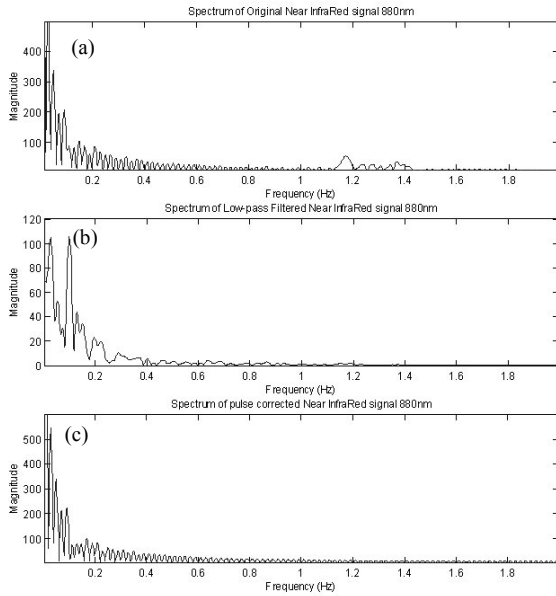 Spectrum of Original Near InfraRed signal 880nm
(a)
Magnitude
400
300
200
100
0.2 0.4 0.6 0.8 1 1.2 1.4 1.6 1.8
Frequency (Hz)
Spectrum of Low-pass Filtered Near InfraRed signal 880nm
(b)
Magnitude
120
100
80
60
40
20
0
0.2 0.4 0.6 0.8 1 1.2 1.4 1.6 1.8
Frequency (Hz)
Spectrum of pulse corrected Near InfraRed signal 880nm
(c)
Magnitude
500
400
300
200
100
0.2 0.4 0.6 0.8 1 1.2 1.4 1.6 1.8
Frequency (Hz)